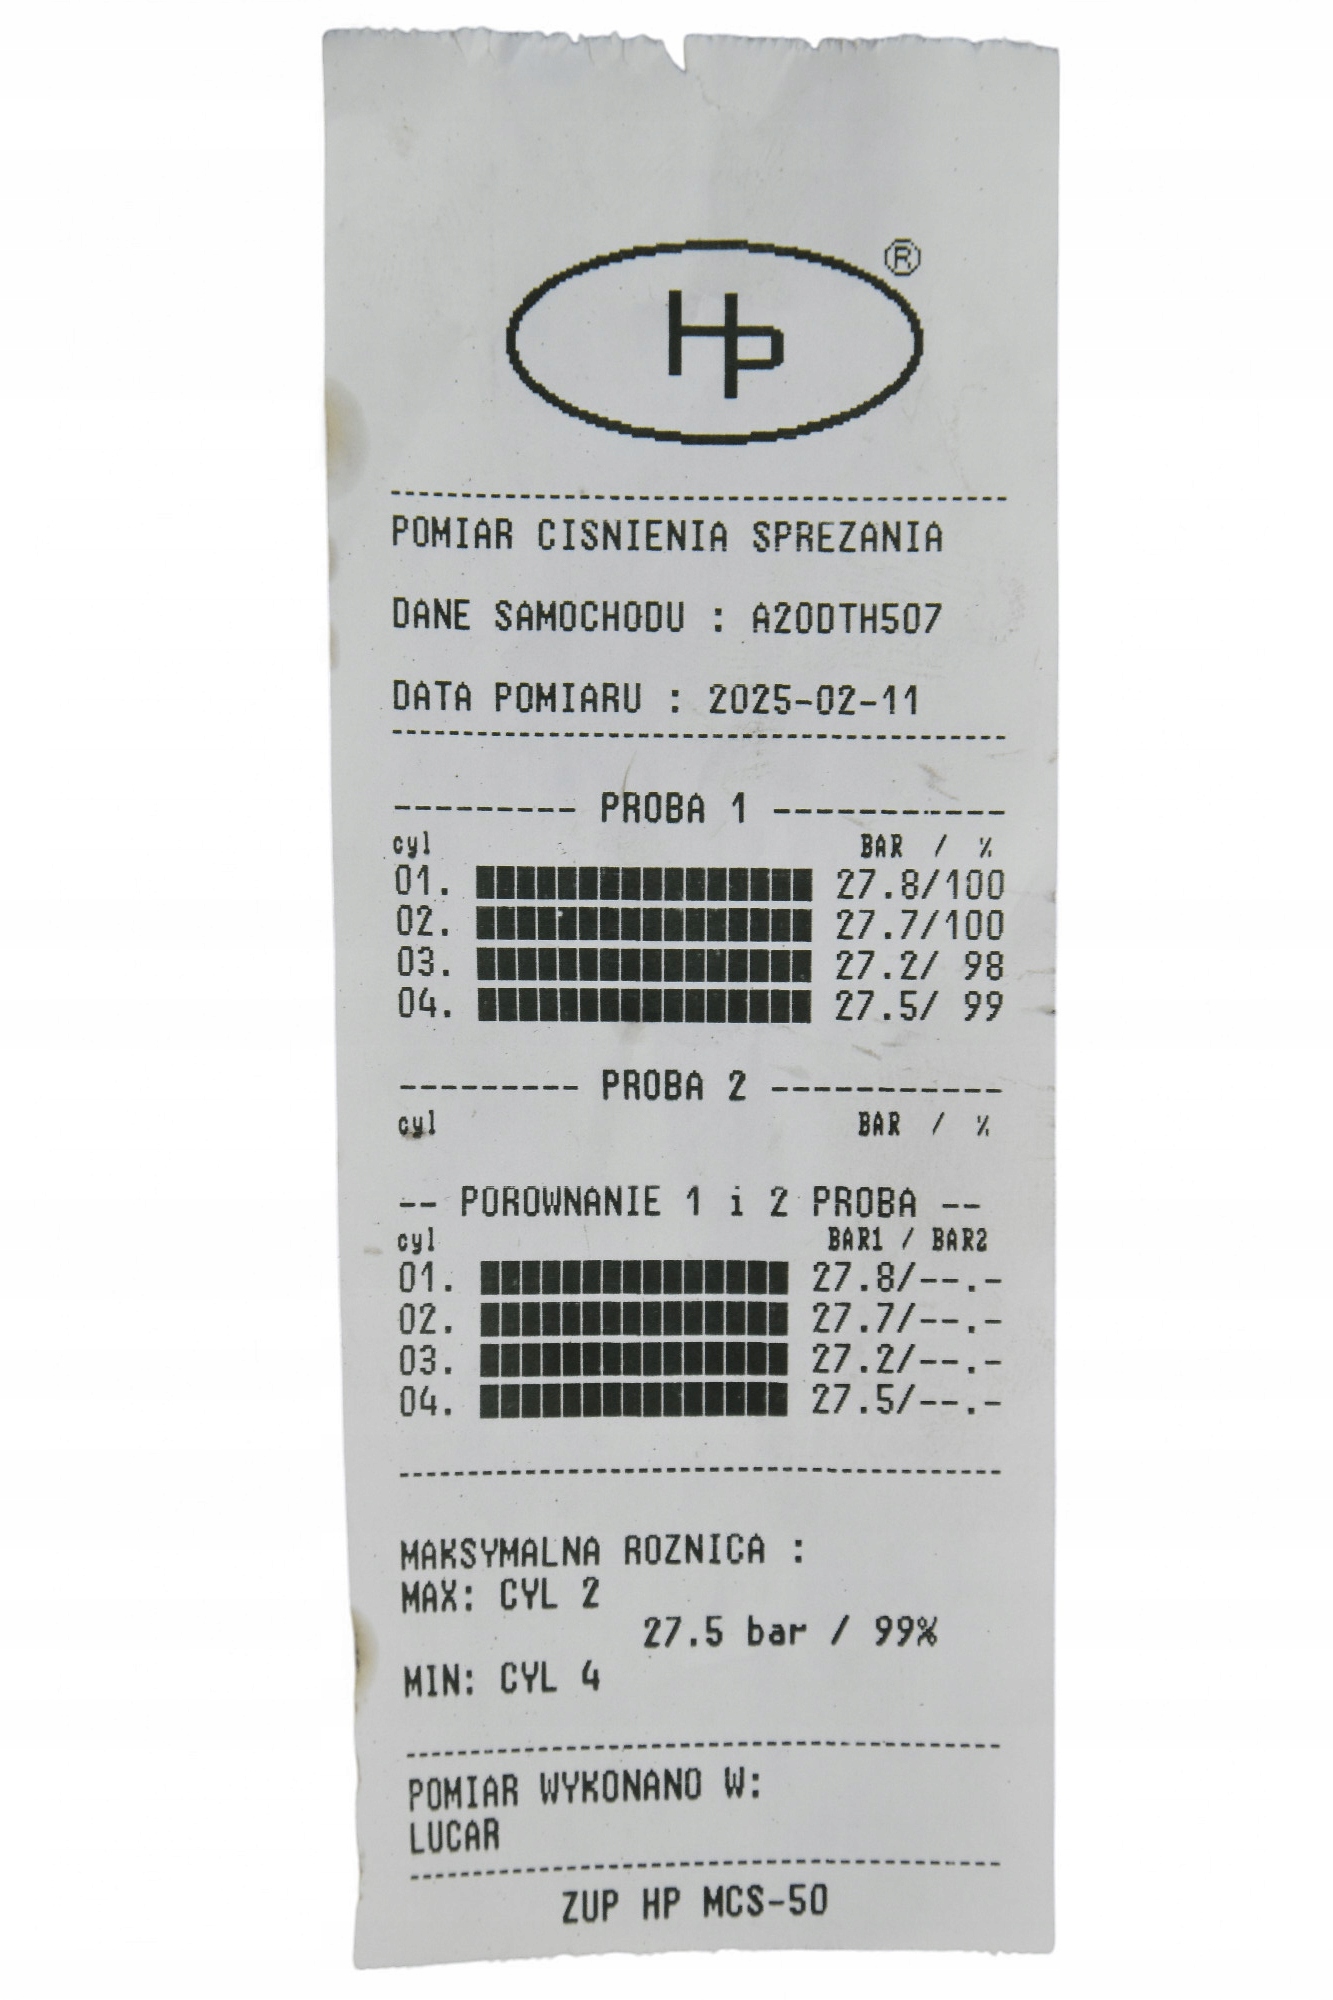 HP ®
POMIAR CISNIENIA SPREZANIA
DANE SAMOCHODU : A20DTH507
DATA POMIARU : 2025-02-11
--------- PROBA 1 -----------
cyl BAR / %
01. 27.8/100
02. 27.7/100
03. 27.2/ 98
04. 27.5/ 99
--------- PROBA 2 -----------
cyl BAR / %
-- POROWNANIE 1 i 2 PROBA --
cyl BAR1 / BAR2
01. 27.8/--.-
02. 27.7/--.-
03. 27.2/--.-
04. 27.5/--.-
MAKSYMALNA ROZNICA :
MAX: CYL 2
27.5 bar / 99%
MIN: CYL 4
POMIAR WYKONANO W:
LUCAR
ZUP HP MCS-50